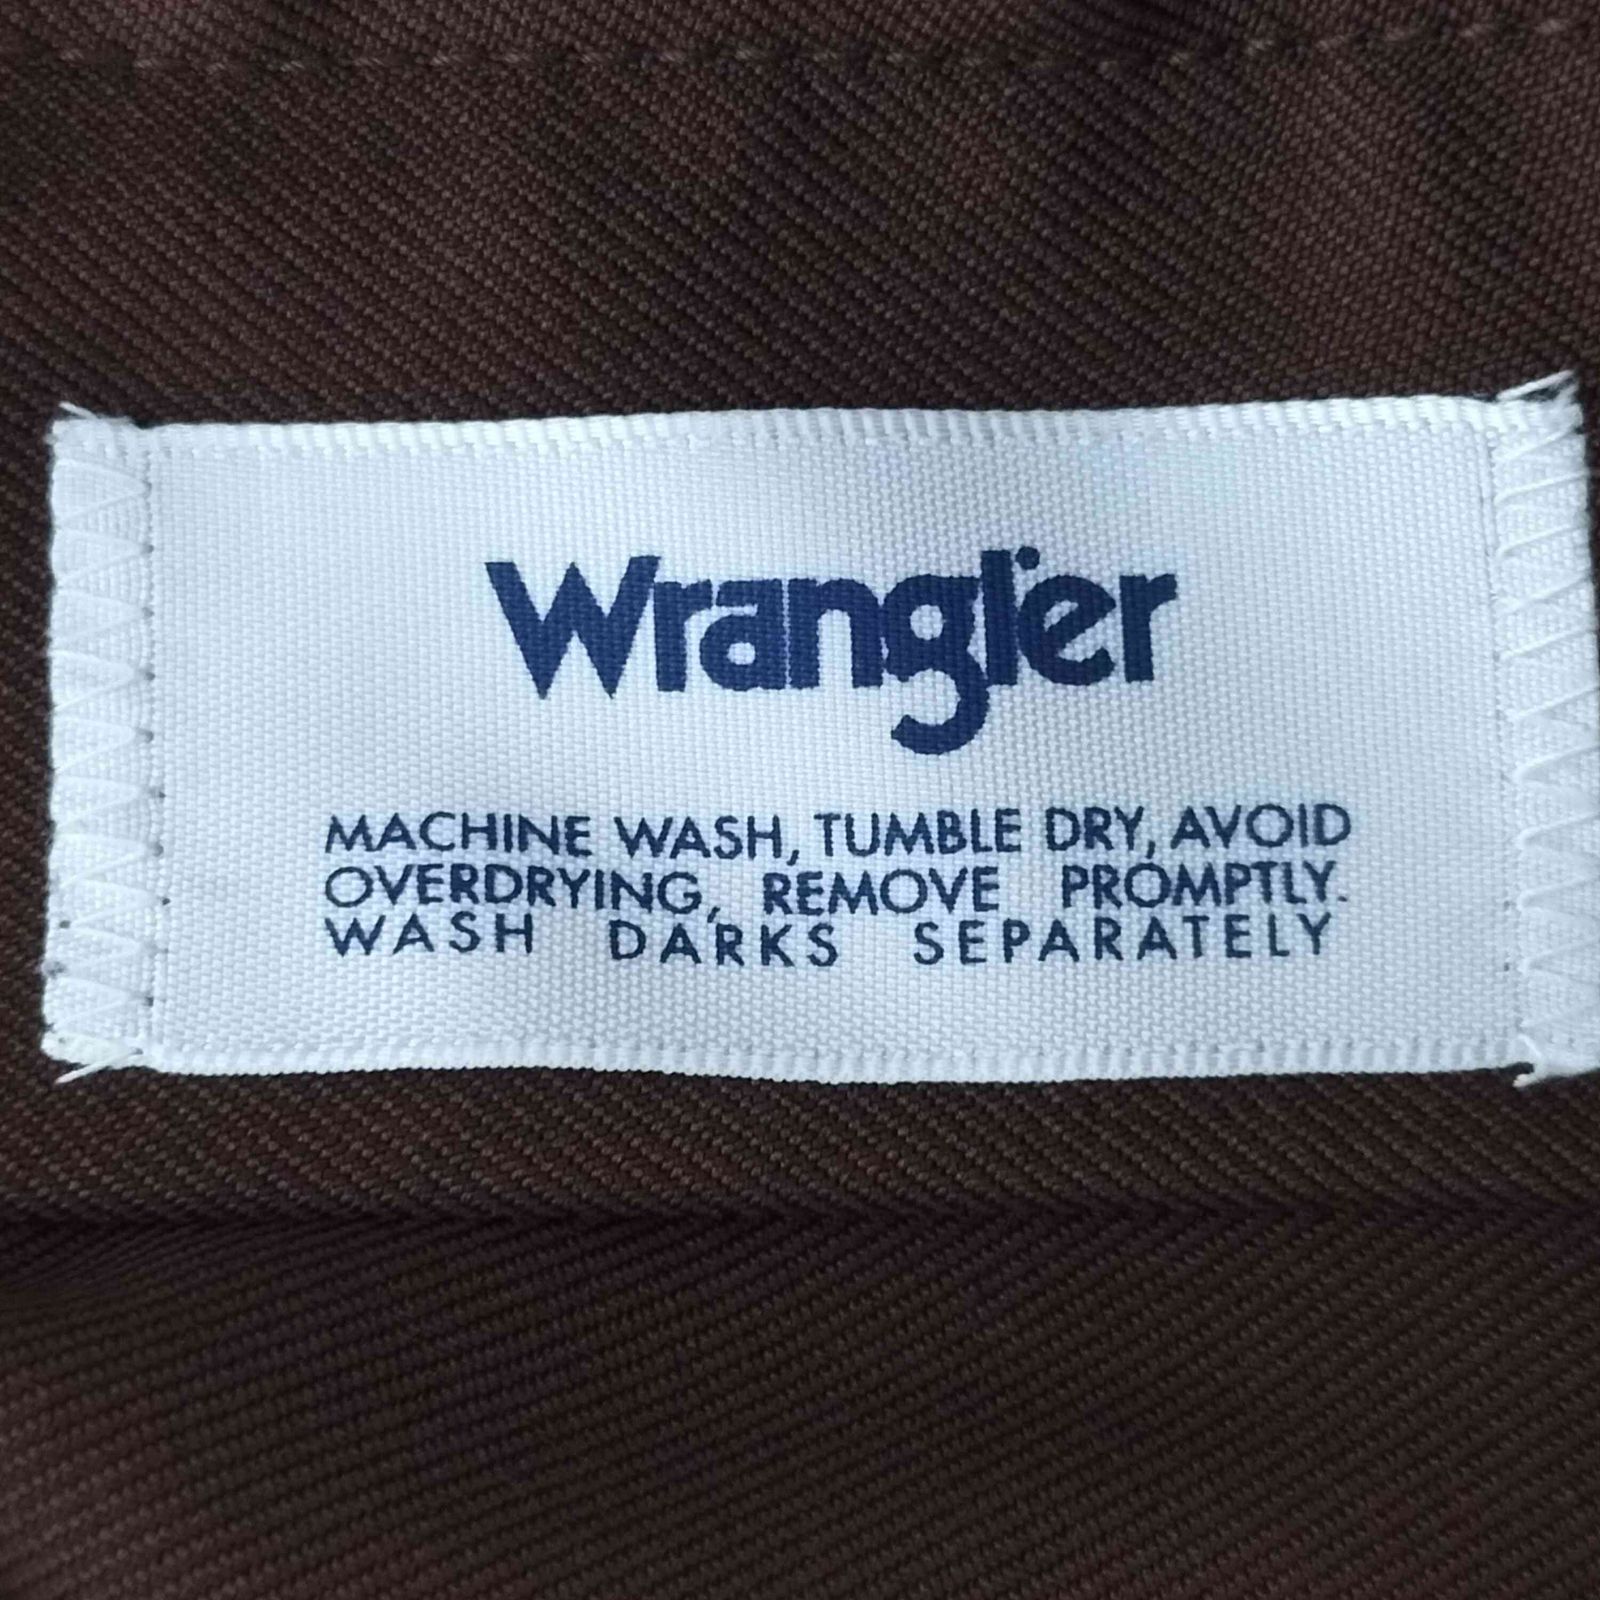 Wrangler
MACHINE WASH, TUMBLE DRY, AVOID
OVERDRYING, REMOVE PROMPTLY.
WASH DARKS SEPARATELY